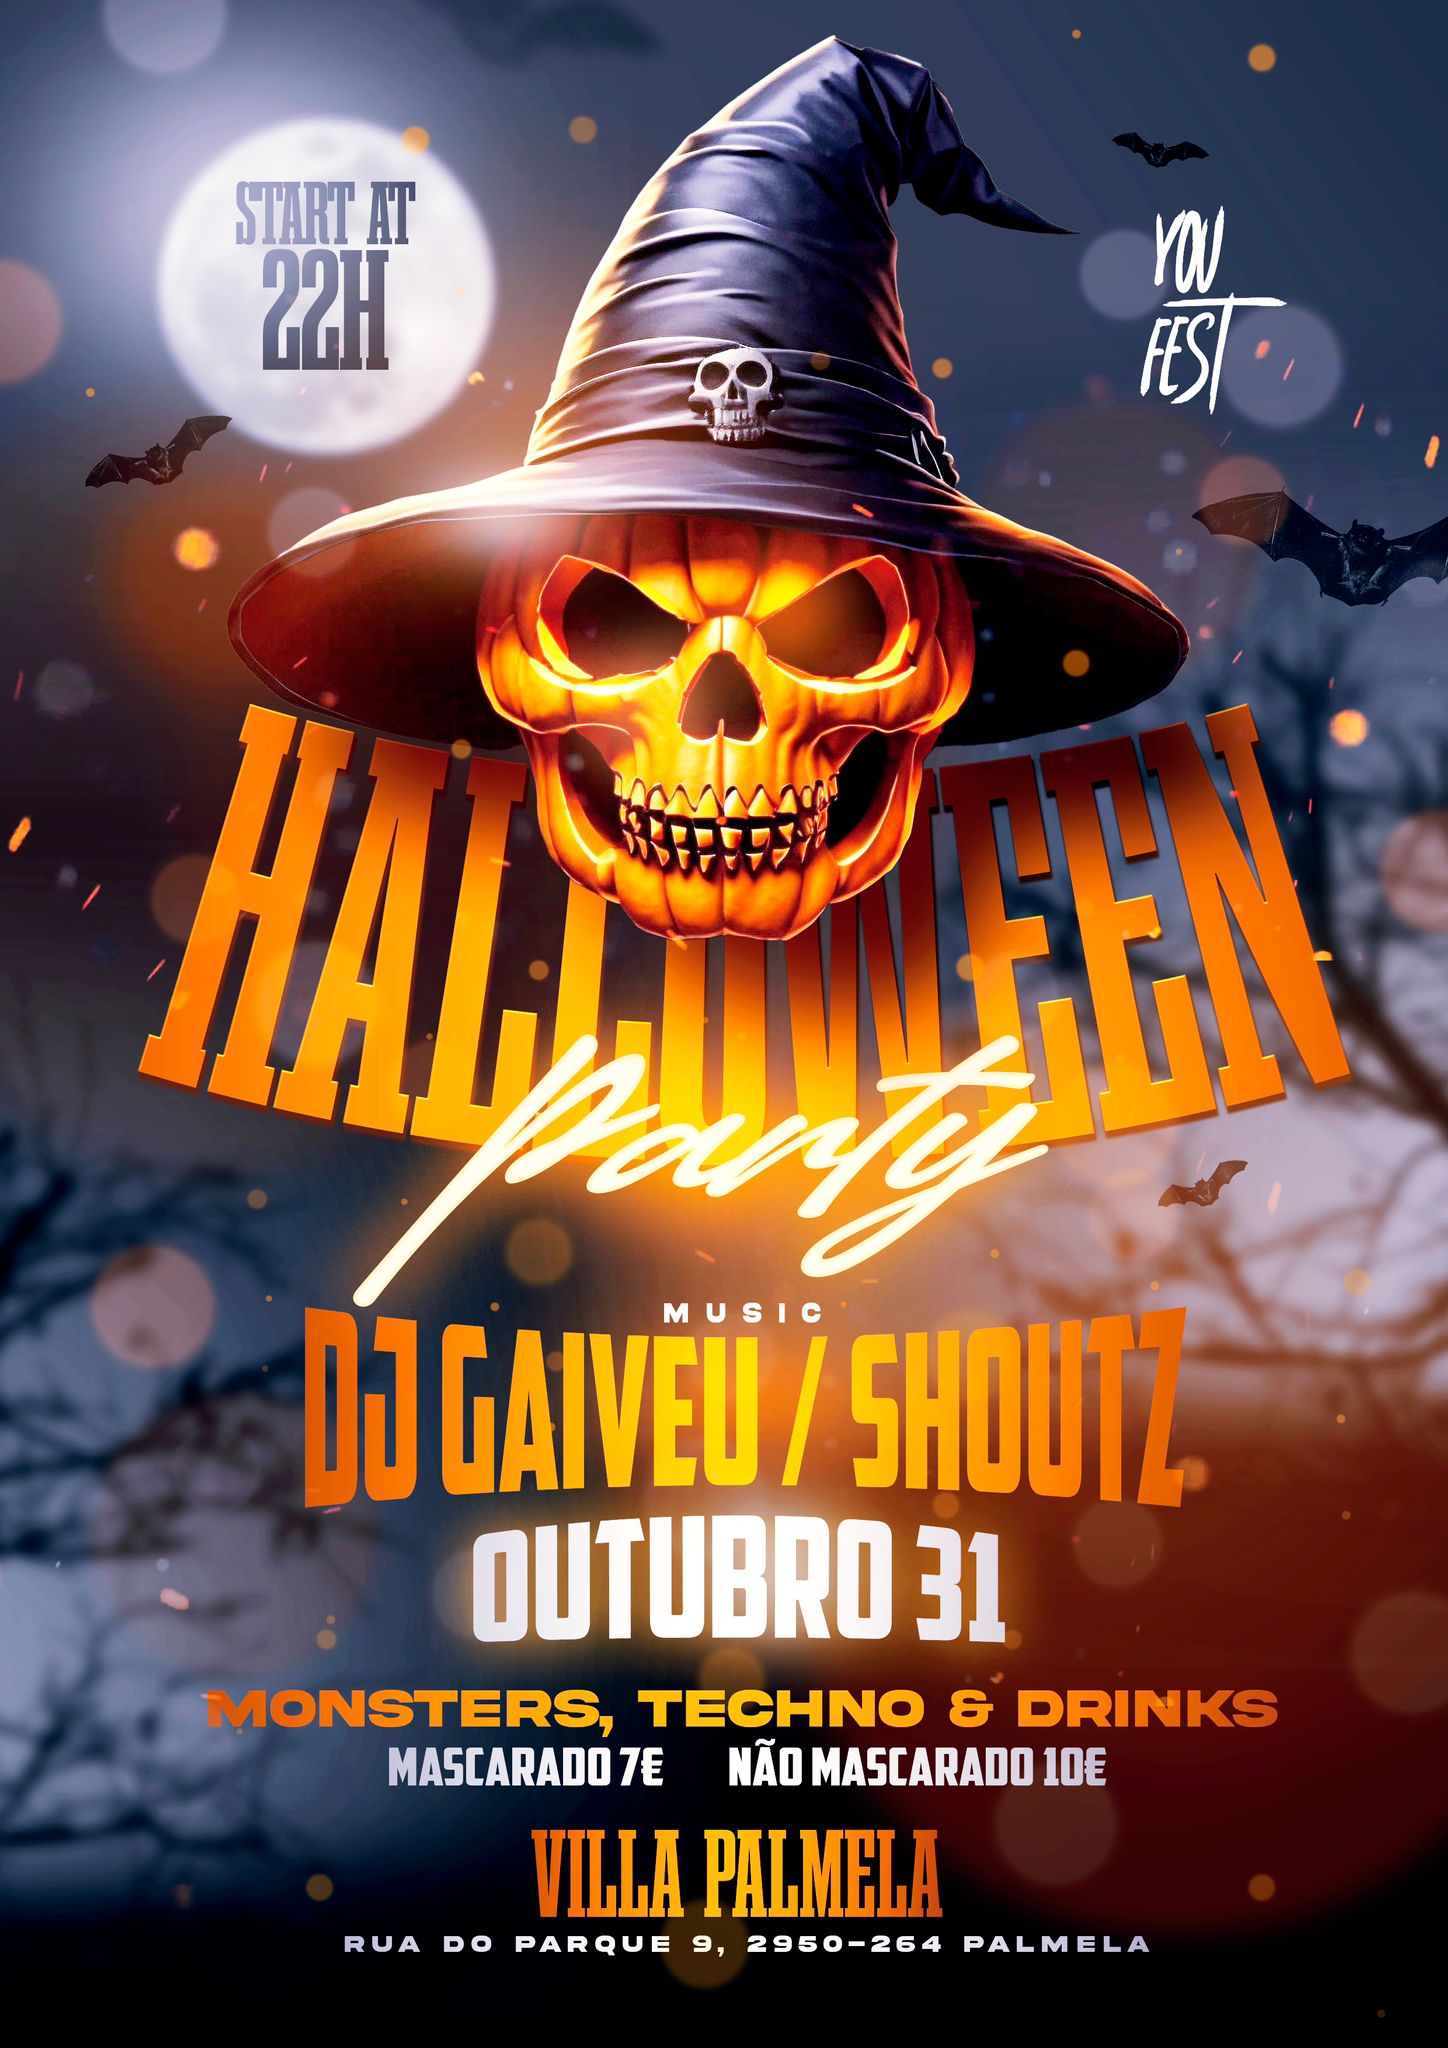 START AT
22H
YOU
FEST
HALLOWEEN
Party
MUSIC
DJ GAIVEU / SHOUTZ
OUTUBRO 31
MONSTERS, TECHNO & DRINKS
MASCARADO 7€ NÃO MASCARADO 10€
VILLA PALMELA
RUA DO PARQUE 9, 2950-264 PALMELA